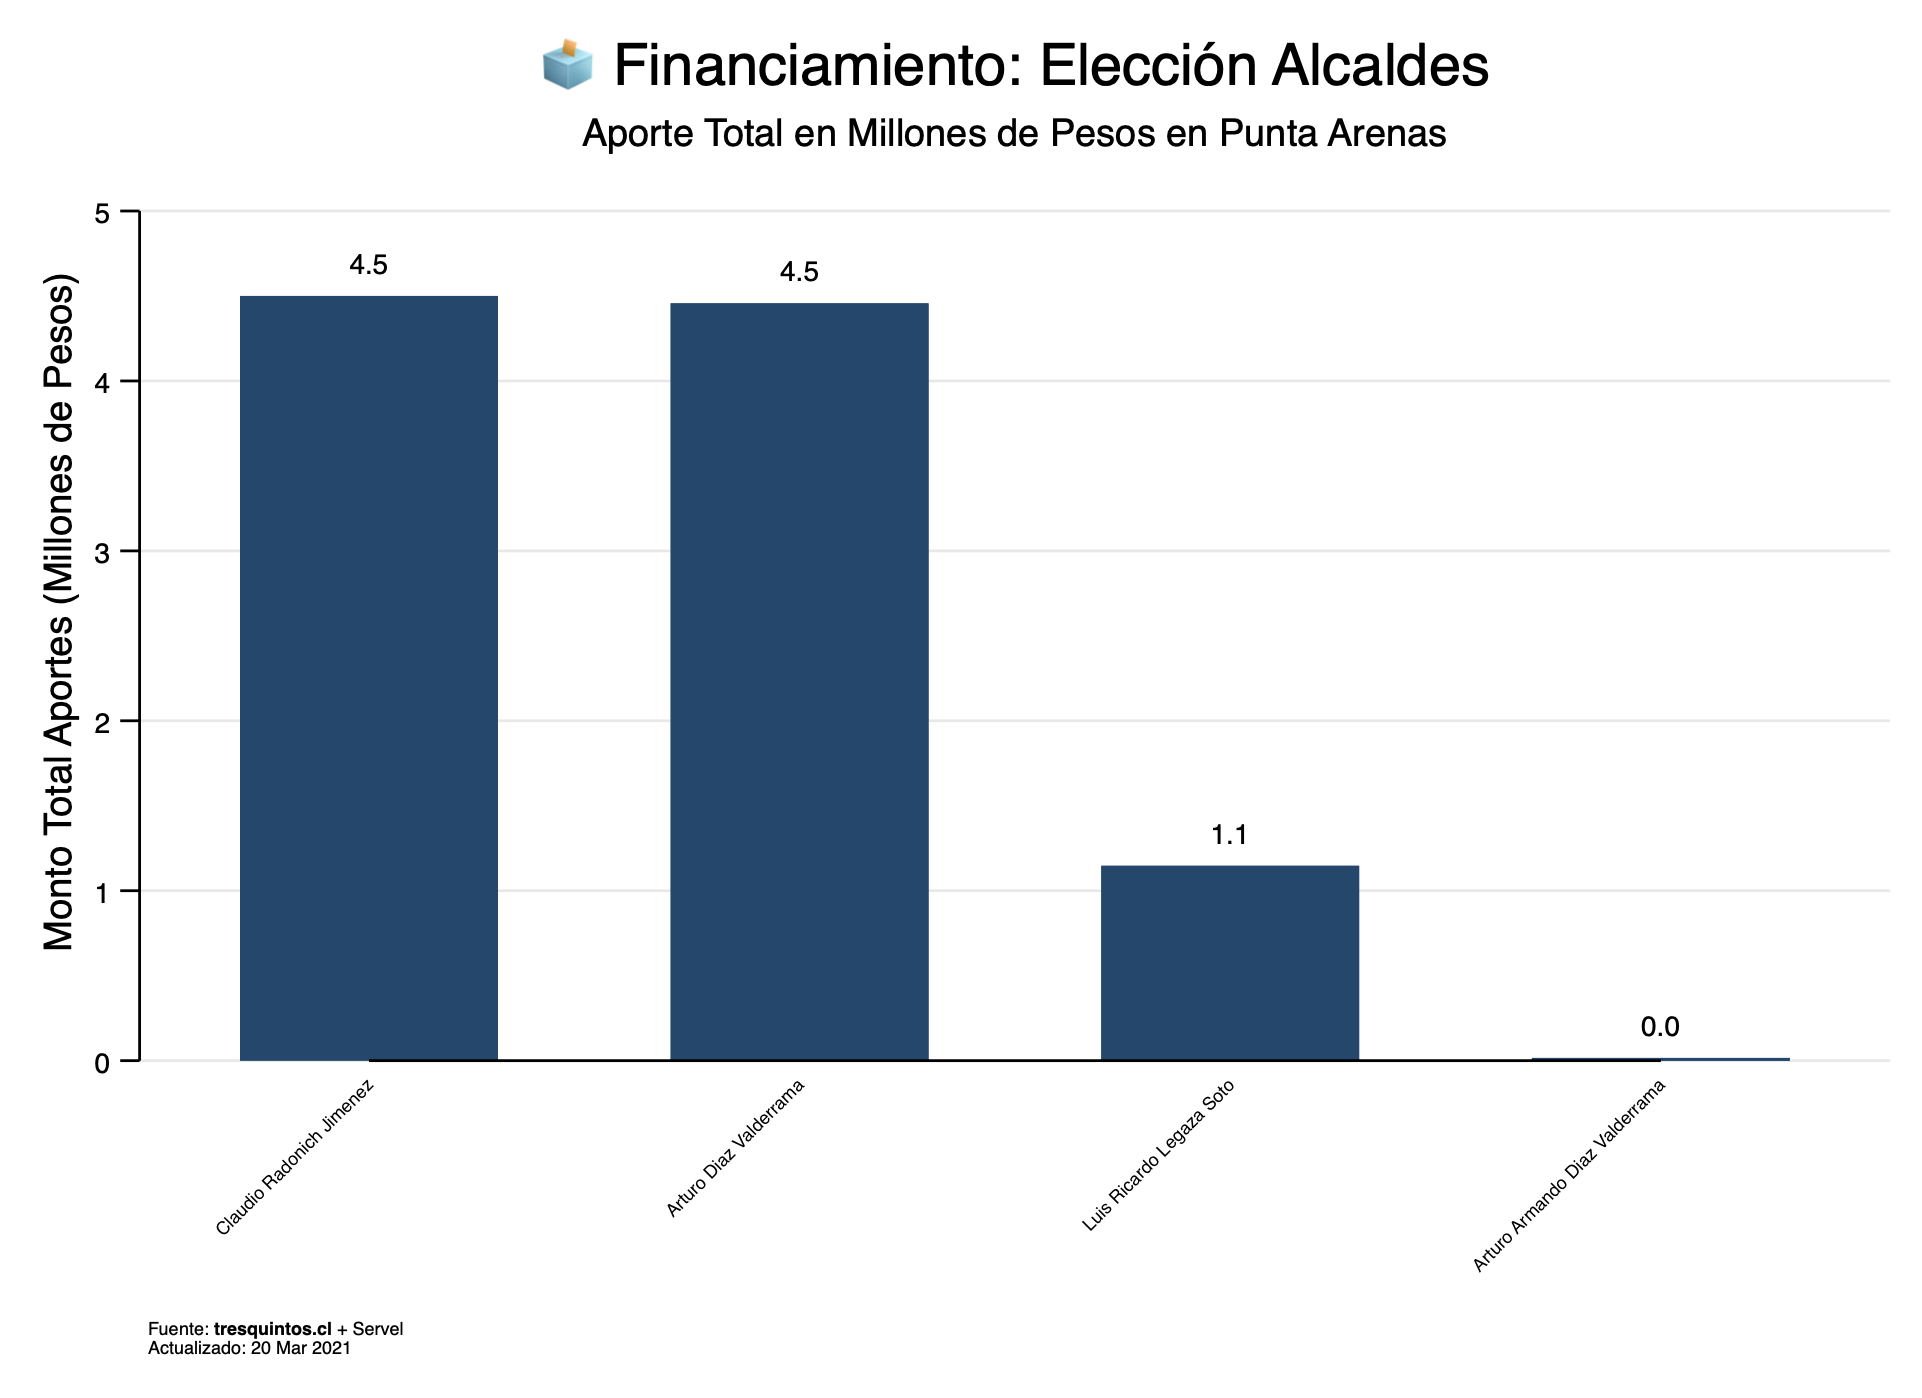 🗳️ Financiamiento: Elección Alcaldes
Aporte Total en Millones de Pesos en Punta Arenas
Monto Total Aportes (Millones de Pesos)
5
4
3
2
1
0
4.5
4.5
1.1
0.0
Claudio Radonich Jimenez
Arturo Diaz Valderrama
Luis Ricardo Legaza Soto
Arturo Armando Diaz Valderrama
Fuente: tresquintos.cl + Servel
Actualizado: 20 Mar 2021